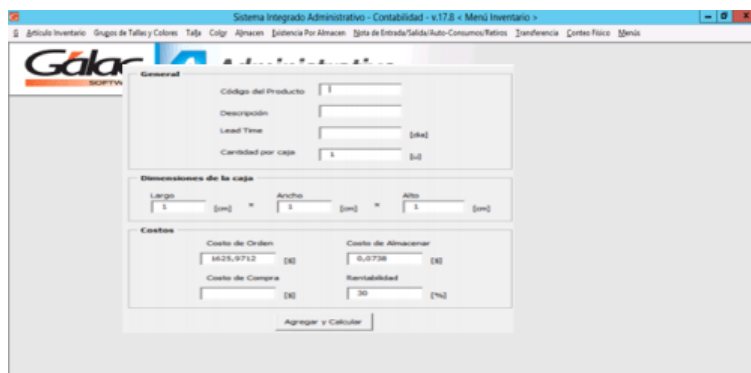 Sistema Integrado Administrativo - Contabilidad - v.17.8 < Menú Inventario >
Artículo Inventario Grupos de Tallas y Colores Talla Color Almacen Existencia Por Almacen Nota de Entrada/Salida/Auto-Consumos/Retiros Transferencia Conteo Físico Menús
Gálac
SOFTW
General
Código del Producto
Descripción
Lead Time [dia]
Cantidad por caja 1 [u]
Dimensiones de la caja
Largo Ancho Alto
1 [cm] * 1 [cm] * 1 [cm]
Costos
Costo de Orden Costo de Almacenar
1625,9712 [$] 0,0738 [$]
Costo de Compra Rentabilidad
[$] 30 [%]
Agregar y Calcular